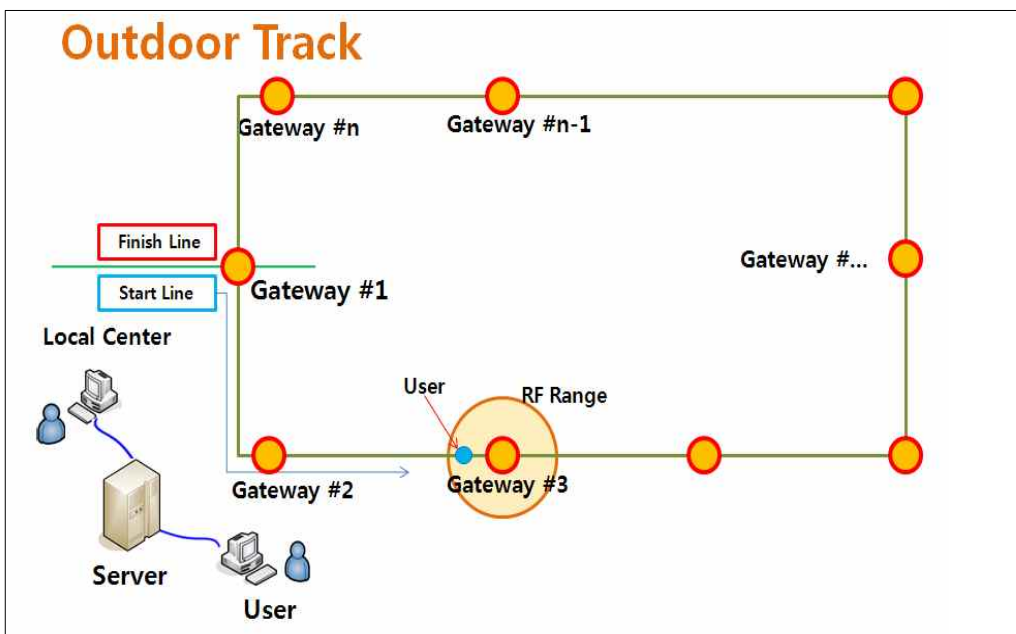 Outdoor Track
Gateway #n
Gateway #n-1
Finish Line
Gateway #...
Start Line
Gateway #1
Local Center
User
RF Range
Gateway #2
Gateway #3
Server
User